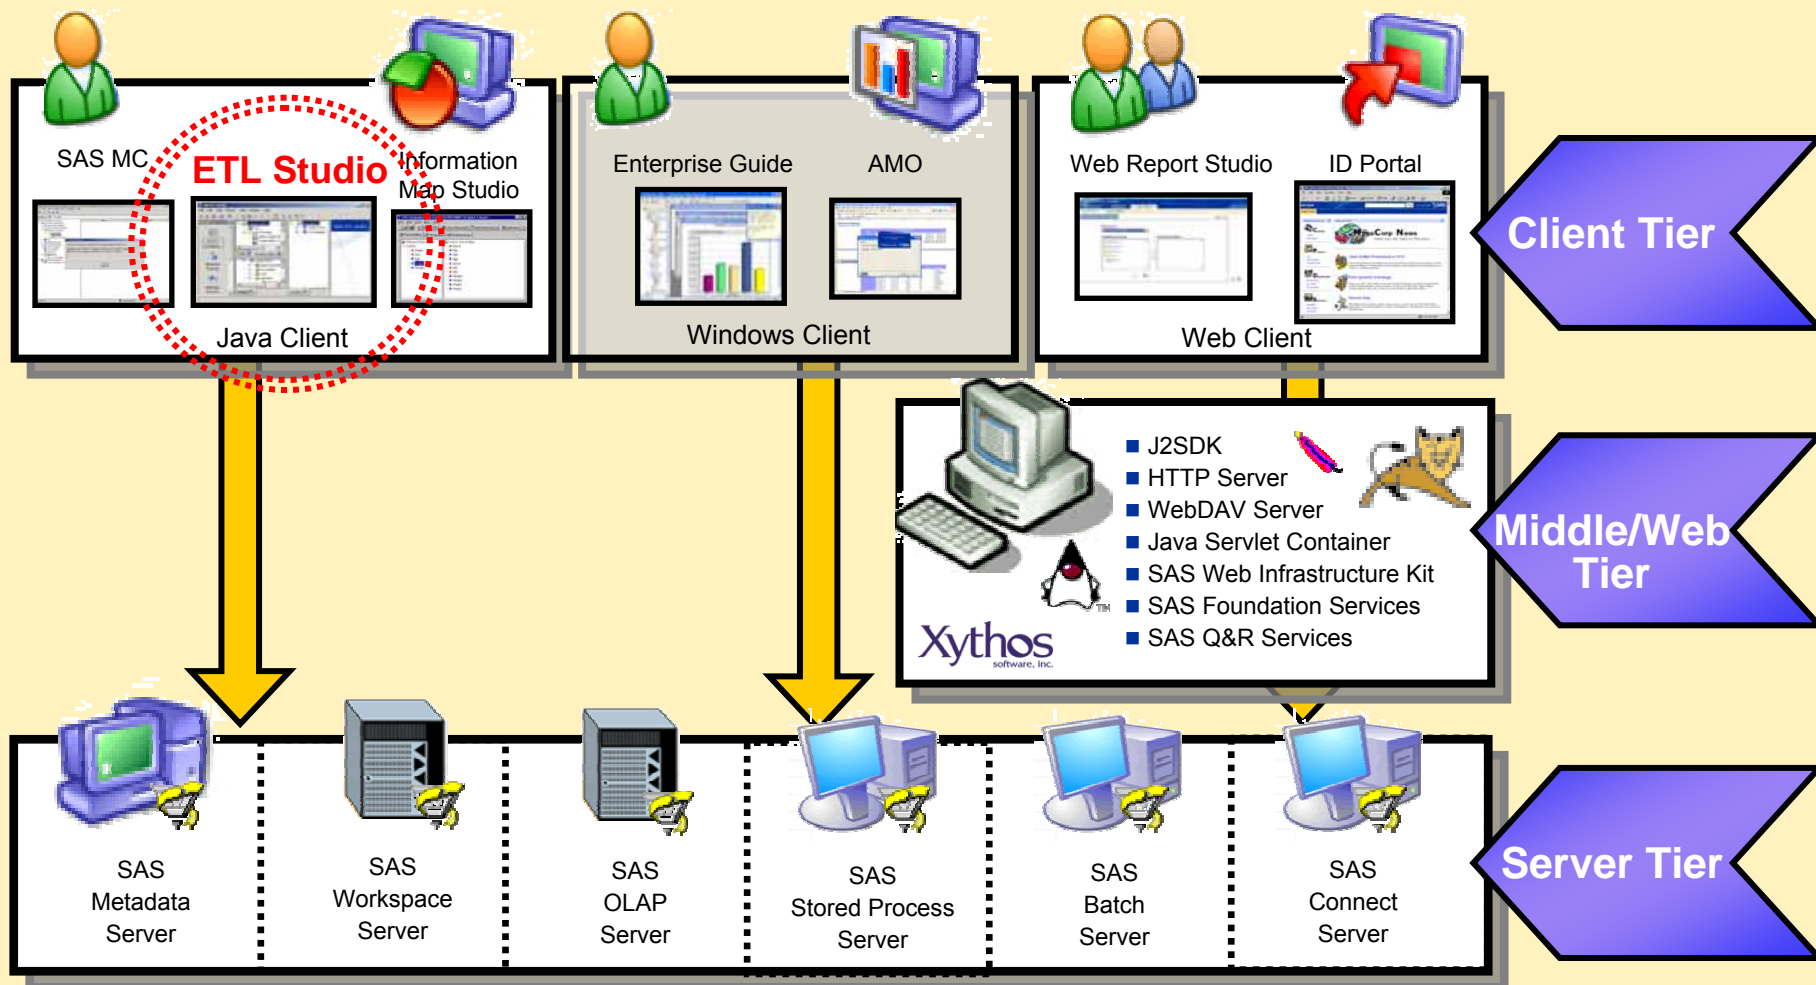 SAS MC
ETL Studio
Information
Map Studio
Java Client
Enterprise Guide
AMO
Windows Client
Web Report Studio
ID Portal
News
Web Client
Client Tier
J2SDK
HTTP Server
WebDAV Server
Java Servlet Container
SAS Web Infrastructure Kit
SAS Foundation Services
SAS Q&R Services
TM
Xythos
software, inc.
Middle/Web
Tier
SAS
Metadata
Server
SAS
Workspace
Server
SAS
OLAP
Server
SAS
Stored Process
Server
SAS
Batch
Server
SAS
Connect
Server
Server Tier